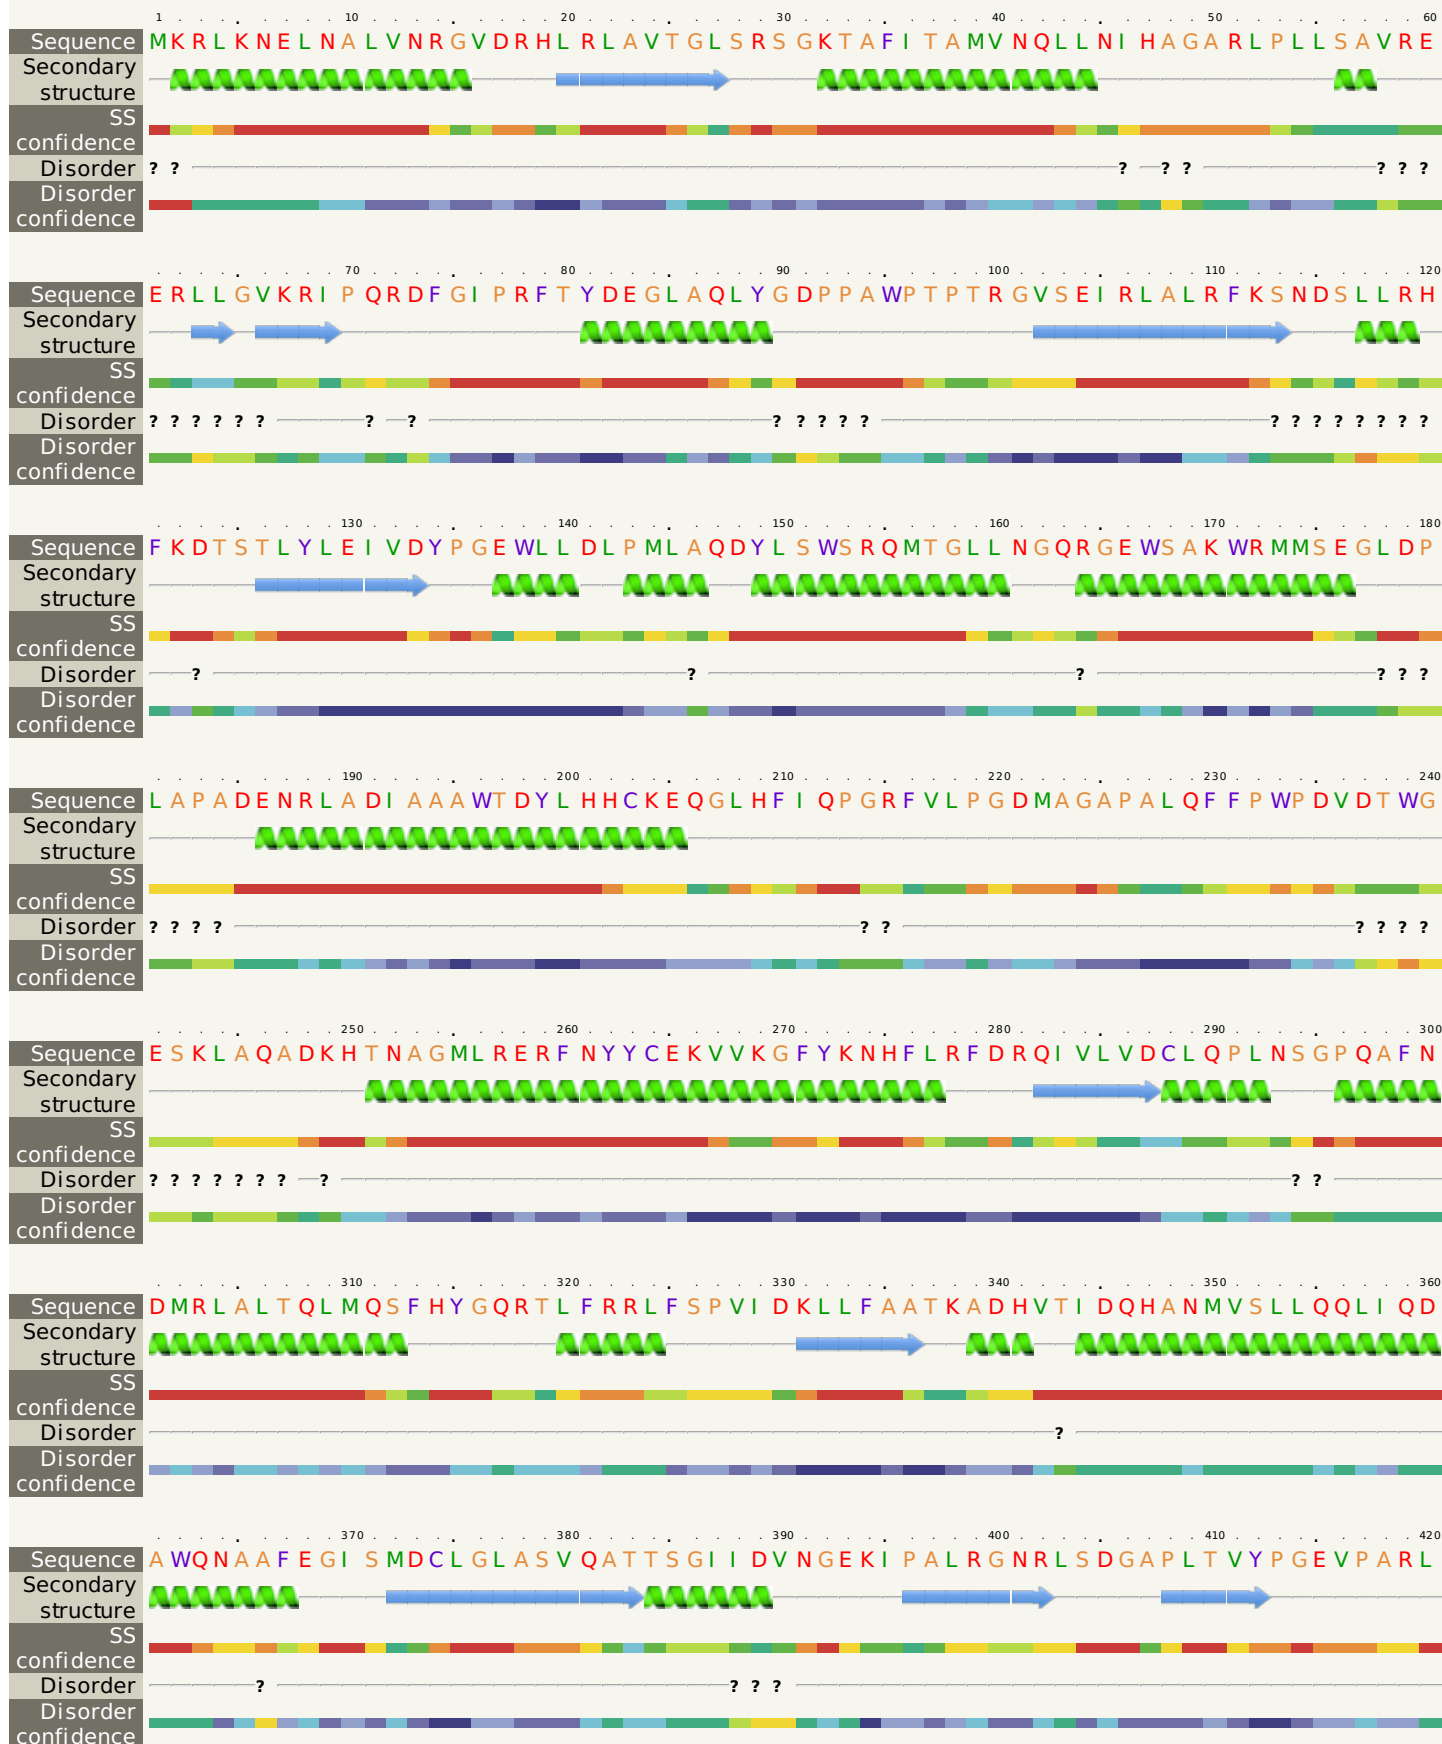 1 10 20 30 40 50 60
Sequence MKRLKNELNALVNRGVDRHLRLAVTGLSRSGKTAFITAMVNQLLNIHAGARLPLLSAVRE
Secondary
structure
SS
confidence
Disorder ? ? ? ? ? ? ? ?
Disorder
confidence
70 80 90 100 110 120
Sequence ERLLGVKRIPQRDFGIPRFTYDEGLAQLYGDPPAWPTPTRGVSEIRLALRFKSNDSLLRH
Secondary
structure
SS
confidence
Disorder ? ? ? ? ? ? ? ? ? ? ? ? ? ? ? ? ? ? ? ? ?
Disorder
confidence
130 140 150 160 170 180
Sequence FKDTSTLYLEIVDYPGEWLLDLPMLAQDYLSWSRQMTGLLNGQRGEWSAKWRMMSEGLDP
Secondary
structure
SS
confidence
Disorder ? ? ? ? ? ?
Disorder
confidence
190 200 210 220 230 240
Sequence LAPADENRLADIAAAWTDYLHHCKEQGLHFIQPGRFVLPGDMAGAPALQFFPWPDVDTWG
Secondary
structure
SS
confidence
Disorder ? ? ? ? ? ? ? ? ? ?
Disorder
confidence
250 260 270 280 290 300
Sequence ESKLAQADKHTNAGMLRERFNYYCEKVVKGFYKNHFLRFDRQIVLVDCLQPLNSGPQAFN
Secondary
structure
SS
confidence
Disorder ? ? ? ? ? ? ? ? ? ?
Disorder
confidence
310 320 330 340 350 360
Sequence DMRLALTQLMQSFHYGQRTLFRRLFSPVIDKLLFAATKADHVTIDQHANMVSLLQQLIQD
Secondary
structure
SS
confidence
Disorder ?
Disorder
confidence
370 380 390 400 410 420
Sequence AWQNAAFEGISMDCLGLASVQATTSGIIDVNGEKIPALRGNRLSDGAPLTVYPGEVPARL
Secondary
structure
SS
confidence
Disorder ? ? ? ?
Disorder
confidence